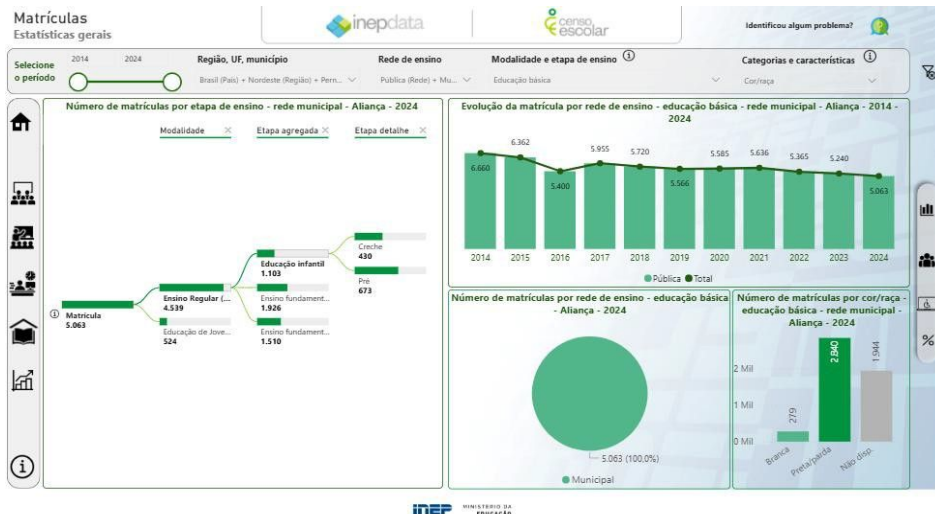 Matrículas
Estatísticas gerais
inepdata
censo
escolar
Identificou algum problema?
Selecione
o período
2014
2024
Região, UF, município
Brasil (País) + Nordeste (Região) + Pern...
Rede de ensino
Pública (Rede) + Mu...
Modalidade e etapa de ensino
Educação básica
Categorias e características
Cor/raça
Número de matrículas por etapa de ensino - rede municipal - Aliança - 2024
Modalidade
Etapa agregada
Etapa detalhe
Matrícula
5.063
Ensino Regular (...
4.539
Educação de Jove...
524
Educação infantil
1.103
Ensino fundament...
1.926
Ensino fundament...
1.510
Creche
430
Pré
673
Evolução da matrícula por rede de ensino - educação básica - rede municipal - Aliança - 2014 -
2024
6.660
6.362
5.400
5.955
5.720
5.566
5.585
5.636
5.365
5.240
5.063
2014 2015 2016 2017 2018 2019 2020 2021 2022 2023 2024
Pública Total
Número de matrículas por rede de ensino - educação básica
- Aliança - 2024
5.063 (100,0%)
Municipal
Número de matrículas por cor/raça -
educação básica - rede municipal -
Aliança - 2024
2 Mil
1 Mil
0 Mil
279
2.840
1.944
Branca
Preta/parda
Não disp.
%
inep
MINISTÉRIO DA
EDUCAÇÃO